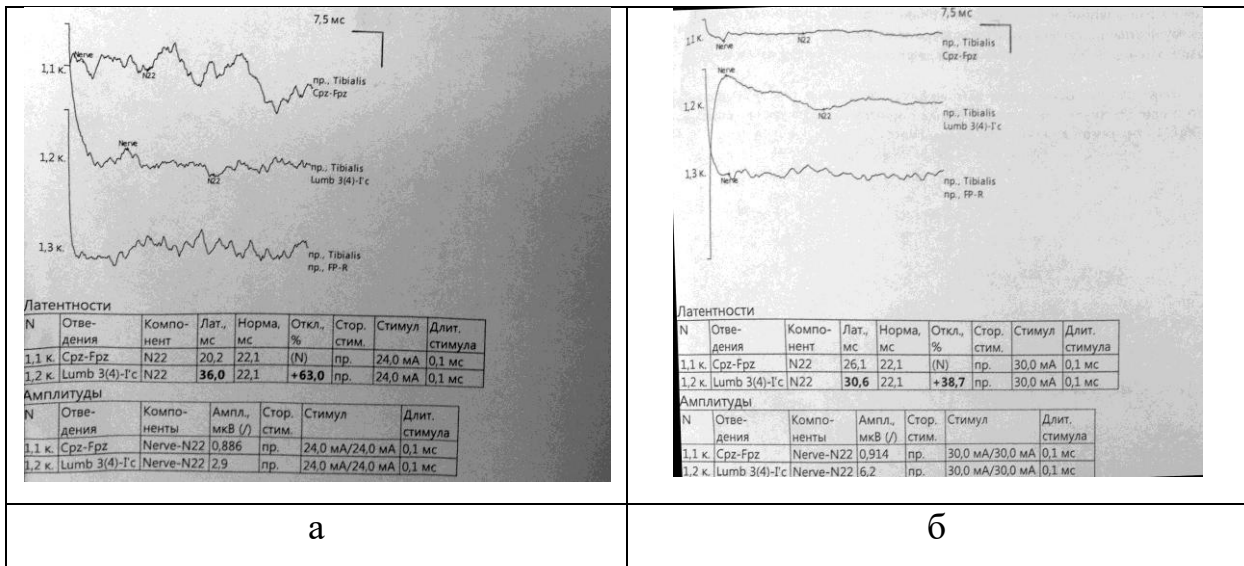 7,5 мс
Nerve
1,1 к.
N22
пр., Tibialis
Cpz-Fpz
Nerve
1,2 к.
N22
пр., Tibialis
Lumb 3(4)-I'c
1,3 к.
пр., Tibialis
пр., FP-R
Латентности
N Отве- дения Компо- нент Лат., мс Норма, мс Откл., % Стор. стим. Стимул Длит. стимула
1,1 к. Cpz-Fpz N22 20,2 22,1 (N) пр. 24,0 мА 0,1 мс
1,2 к. Lumb 3(4)-I'c N22 36,0 22,1 +63,0 пр. 24,0 мА 0,1 мс
Амплитуды
N Отве- дения Компо- ненты Ампл., мкВ (/) Стор. стим. Стимул Длит. стимула
1,1 к. Cpz-Fpz Nerve-N22 0,886 пр. 24,0 мА/24,0 мА 0,1 мс
1,2 к. Lumb 3(4)-I'c Nerve-N22 2,9 пр. 24,0 мА/24,0 мА 0,1 мс
а
7,5 мс
1,1 к.
Nerve
N22
пр., Tibialis
Cpz-Fpz
Nerve
1,2 к.
N22
пр., Tibialis
Lumb 3(4)-I'c
1,3 к.
Nerve
пр., Tibialis
пр., FP-R
Латентности
N Отве- дения Компо- нент Лат., мс Норма, мс Откл., % Стор. стим. Стимул Длит. стимула
1,1 к. Cpz-Fpz N22 26,1 22,1 (N) пр. 30,0 мА 0,1 мс
1,2 к. Lumb 3(4)-I'c N22 30,6 22,1 +38,7 пр. 30,0 мА 0,1 мс
Амплитуды
N Отве- дения Компо- ненты Ампл., мкВ (/) Стор. стим. Стимул Длит. стимула
1,1 к. Cpz-Fpz Nerve-N22 0,914 пр. 30,0 мА/30,0 мА 0,1 мс
1,2 к. Lumb 3(4)-I'c Nerve-N22 6,2 пр. 30,0 мА/30,0 мА 0,1 мс
б